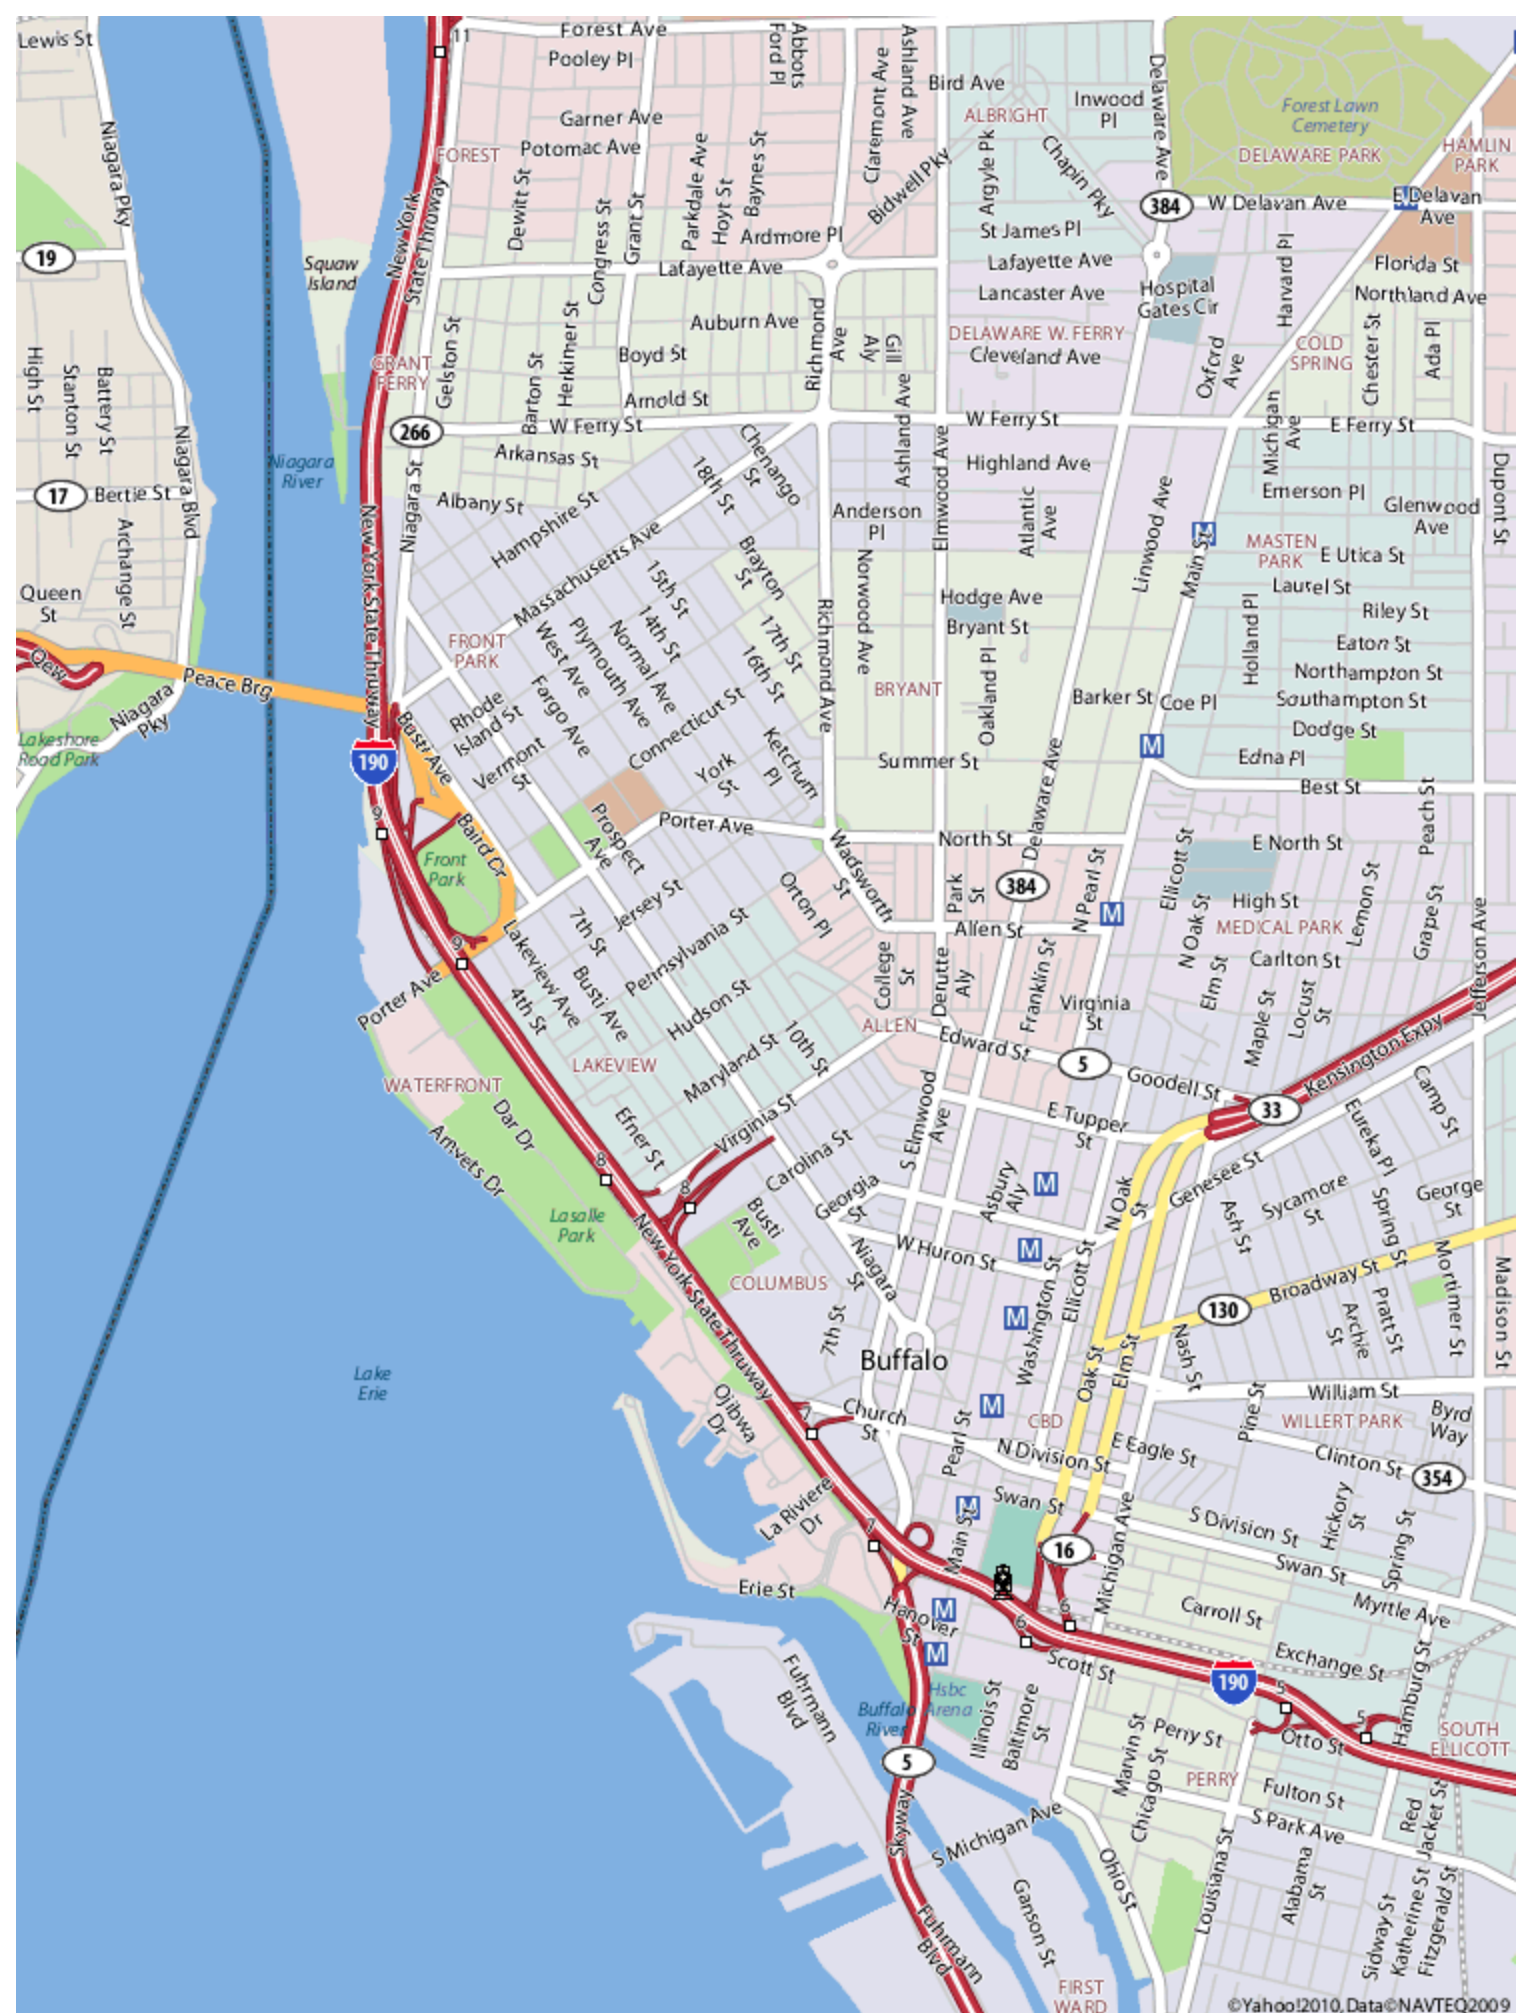 Lewis St
11
Forest Ave
Pooley Pl
Abbots
Ford Pl
Claremont Ave
Ashland Ave
Bird Ave
Delaware Ave
Inwood
Pl
ALBRIGHT
Forest Lawn
Cemetery
DELAWARE PARK
HAMLIN
PARK
Niagara Pky
Garner Ave
Potomac Ave
FOREST
New York
State Thruway
Dewitt St
Congress St
Grant St
Parkdale Ave
Hoyt St
Baynes St
Bidwell Pky
Argyle Pk
Chapin Pky
384
W Delavan Ave
E Delavan
Ave
M
Ardmore Pl
St James Pl
19
Squaw
Island
Lafayette Ave
Lafayette Ave
Harvard Pl
Florida St
Lancaster Ave
Hospital
Gates Cir
Northland Ave
Gelston St
Herkimer St
Barton St
Auburn Ave
Richmond
Ave
Gill
Aly
DELAWARE W. FERRY
COLD
SPRING
Boyd St
Cleveland Ave
Oxford
Ave
Chester St
Ada Pl
High St
Stanton St
Battery St
GRANT
FERRY
Arnold St
Ashland Ave
266
W Ferry St
W Ferry St
Michigan
Ave
E Ferry St
Niagara Blvd
Niagara
River
Niagara St
Arkansas St
Chenango
St
18th St
Highland Ave
Elmwood Ave
17
Bertie St
Albany St
Hampshire St
Anderson
Pl
Atlantic
Ave
Linwood Ave
Emerson Pl
Glenwood
Ave
Dupont St
Archange St
New York State Thruway
Massachusetts Ave
Brayton
St
Norwood Ave
Main St
M
MASTEN
PARK
E Utica St
Laurel St
Queen
St
15th St
14th St
Normal Ave
Plymouth Ave
West Ave
17th St
16th St
Richmond Ave
Hodge Ave
Bryant St
Holland Pl
Riley St
Eaton St
FRONT
PARK
Northampton St
Qew
Peace Brg
Niagara
Pky
Rhode
Island St
Fargo Ave
Connecticut St
BRYANT
Oakland Pl
Barker St
Coe Pl
Southampton St
Dodge St
Lakeshore
Road Park
190
Busti Ave
Vermont
St
York
St
Ketchum
Pl
Summer St
M
Edna Pl
Best St
Peach St
9
Front
Park
Baird Dr
Prospect
Ave
Porter Ave
Wadsworth
St
North St
Delaware Ave
384
Ellicott St
E North St
Jersey St
Orton Pl
Park
St
N Pearl St
M
High St
MEDICAL PARK
Lemon St
Grape St
Jefferson Ave
9
Porter Ave
Lakeview Ave
7th St
Pennsylvania St
Allen St
N Oak St
Carlton St
4th St
Busti Ave
Hudson St
College
St
Franklin St
Virginia
St
Elm St
Maple St
Locust
St
WATERFRONT
LAKEVIEW
Maryland St
10th St
ALLEN
Edward St
5
Goodell St
33
Kensington Expy
Camp St
Dar Dr
Amvets Dr
Efner St
Virginia St
Carolina St
S Elmwood
Ave
E Tupper
St
Eureka Pl
Genesee St
8
8
Lasalle
Park
Busti
Ave
Georgia
St
Asbury
Aly
M
N Oak
St
Ash St
Sycamore
St
Spring St
George
St
New York State Thruway
COLUMBUS
Niagara
St
W Huron St
M
Ellicott St
Washington St
Broadway St
130
Mortimer St
Madison St
Lake
Erie
7th St
Buffalo
M
Oak St
Elm St
Nash St
Archie
St
Pratt St
Ojibwa
Dr
7
Church
St
M
Pearl St
CBD
William St
WILLERT PARK
Byrd
Way
Pine St
N Division St
E Eagle St
Clinton St
354
La Riviere
Dr
7
M
Main St
Swan St
16
Michigan Ave
S Division St
Hickory
St
Spring St
Swan St
Erie St
Hanover
St
M
M
6
6
Scott St
Carroll St
Myrtle Ave
Exchange St
Hamburg St
Fuhrmann
Blvd
Buffalo
River
Hsbc
Arena
Illinois St
Baltimore
St
190
5
5
Otto St
SOUTH
ELLICOTT
5
Skyway
Marvin St
Perry St
Chicago St
PERRY
Fulton St
Red
Jacket St
S Michigan Ave
S Park Ave
Ohio St
Louisiana St
Alabama
St
Ganson St
Fuhrmann
Blvd
Sidway St
Katherine St
Fitzgerald St
FIRST
WARD
©Yahoo!2010, Data©NAVTEQ2009